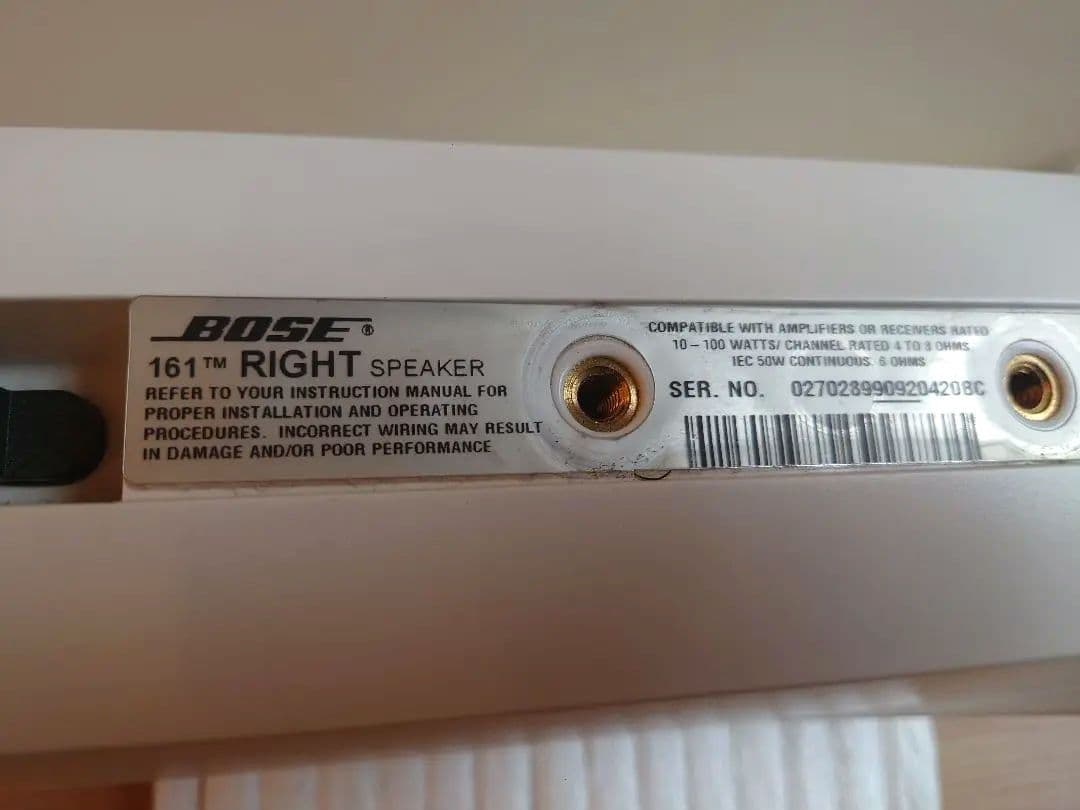 BOSE®
161™ RIGHT SPEAKER
REFER TO YOUR INSTRUCTION MANUAL FOR
PROPER INSTALLATION AND OPERATING
PROCEDURES. INCORRECT WIRING MAY RESULT
IN DAMAGE AND/OR POOR PERFORMANCE
COMPATIBLE WITH AMPLIFIERS OR RECEIVERS RATED
10 – 100 WATTS/ CHANNEL RATED 4 TO 8 OHMS
IEC 50W CONTINUOUS. 6 OHMS
SER. NO. 027028990920420BC